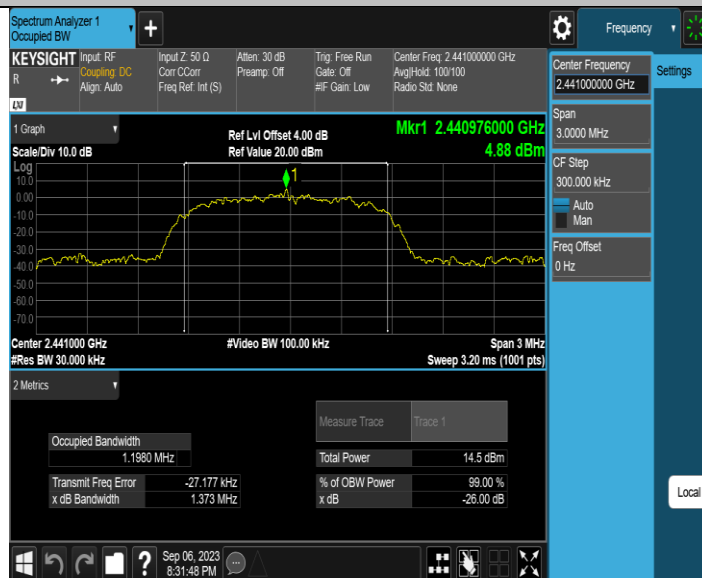 Spectrum Analyzer 1
Occupied BW
+
Frequency
KEYSIGHT
R
LXI
Input: RF
Coupling: DC
Align: Auto
Input Z: 50 Ω
Corr CCorr
Freq Ref: Int (S)
Atten: 30 dB
Preamp: Off
Trig: Free Run
Gate: Off
#IF Gain: Low
Center Freq: 2.441000000 GHz
Avg|Hold: 100/100
Radio Std: None
Center Frequency
2.441000000 GHz
Settings
Span
3.0000 MHz
CF Step
300.000 kHz
Auto
Man
Freq Offset
0 Hz
Local
1 Graph
Scale/Div 10.0 dB
Ref Lvl Offset 4.00 dB
Ref Value 20.00 dBm
Mkr1 2.440976000 GHz
4.88 dBm
Log
10.0
0.00
-10.0
-20.0
-30.0
-40.0
-50.0
-60.0
-70.0
1
Center 2.441000 GHz
#Res BW 30.000 kHz
#Video BW 100.00 kHz
Span 3 MHz
Sweep 3.20 ms (1001 pts)
2 Metrics
Measure Trace
Trace 1
Occupied Bandwidth
1.1980 MHz
Total Power
14.5 dBm
Transmit Freq Error
-27.177 kHz
% of OBW Power
99.00 %
x dB Bandwidth
1.373 MHz
x dB
-26.00 dB
?
Sep 06, 2023
8:31:48 PM